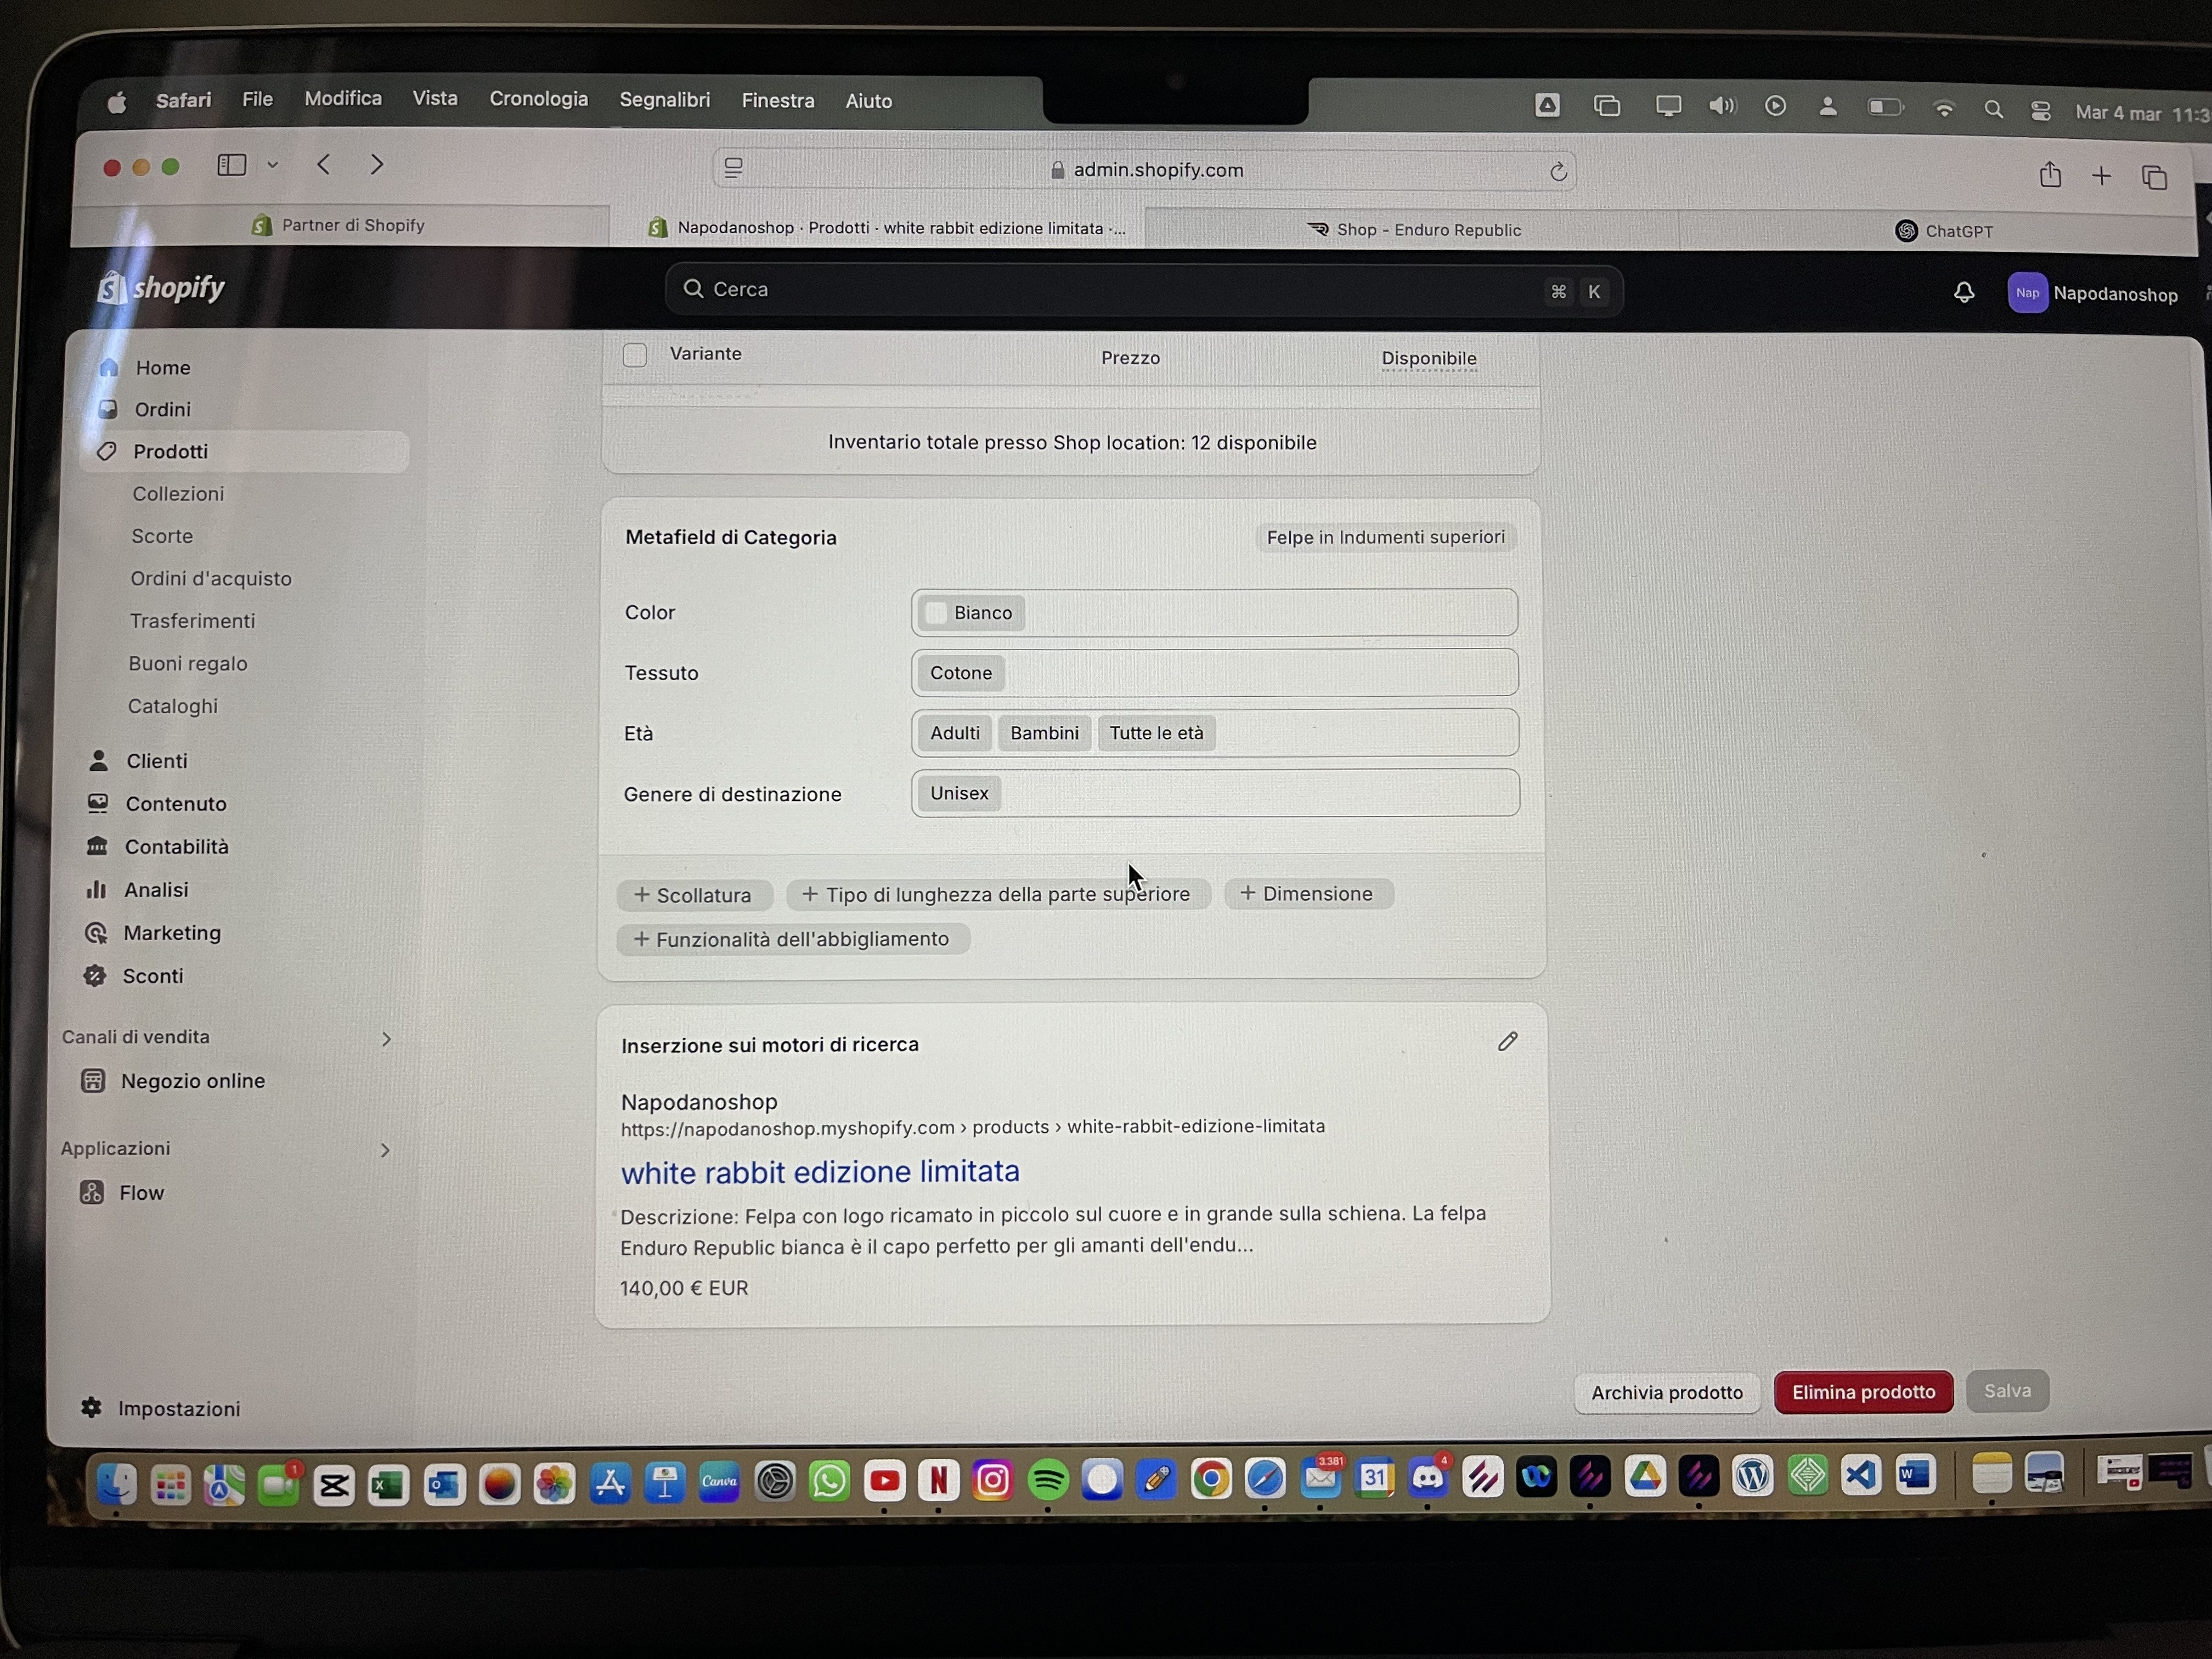 Safari File Modifica Vista Cronologia Segnalibri Finestra Aiuto Mar 4 mar 11:3
admin.shopify.com
Partner di Shopify Napodanoshop · Prodotti · white rabbit edizione limitata ·... Shop - Enduro Republic ChatGPT
shopify Cerca ⌘ K Nap Napodanoshop
Home
Ordini
Prodotti
Collezioni
Scorte
Ordini d'acquisto
Trasferimenti
Buoni regalo
Cataloghi
Clienti
Contenuto
Contabilità
Analisi
Marketing
Sconti
Canali di vendita
Negozio online
Applicazioni
Flow
Impostazioni
Variante Prezzo Disponibile
Inventario totale presso Shop location: 12 disponibile
Metafield di Categoria Felpe in Indumenti superiori
Color Bianco
Tessuto Cotone
Età Adulti Bambini Tutte le età
Genere di destinazione Unisex
+ Scollatura + Tipo di lunghezza della parte superiore + Dimensione
+ Funzionalità dell'abbigliamento
Inserzione sui motori di ricerca
Napodanoshop
https://napodanoshop.myshopify.com › products › white-rabbit-edizione-limitata
white rabbit edizione limitata
Descrizione: Felpa con logo ricamato in piccolo sul cuore e in grande sulla schiena. La felpa
Enduro Republic bianca è il capo perfetto per gli amanti dell'endu...
140,00 € EUR
Archivia prodotto Elimina prodotto Salva
1 Canva 3.381 31 4